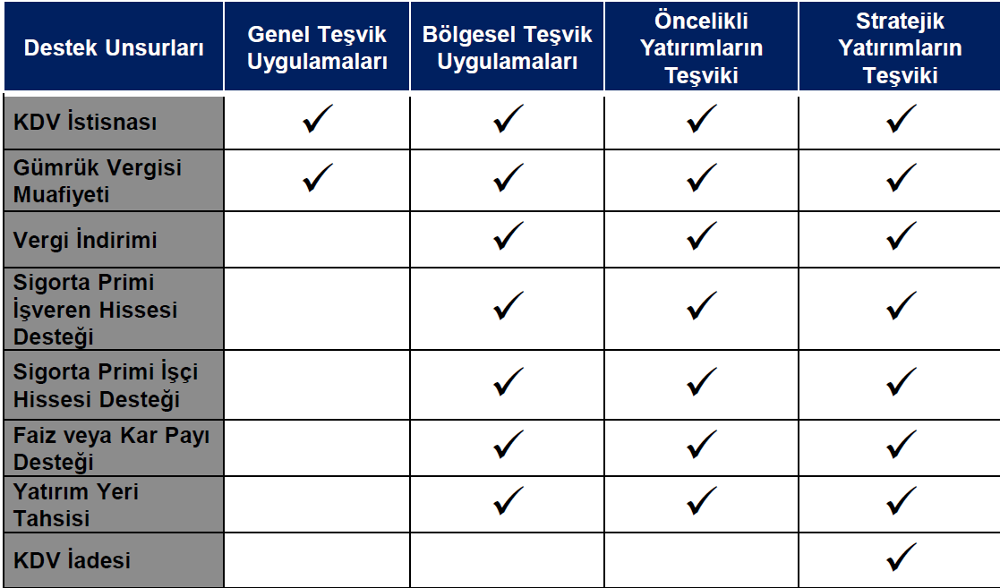 Destek Unsurları
Genel Teşvik
Uygulamaları
Bölgesel Teşvik
Uygulamaları
Öncelikli
Yatırımların
Teşviki
Stratejik
Yatırımların
Teşviki
KDV İstisnası
✓ ✓ ✓ ✓
Gümrük Vergisi
Muafiyeti
✓ ✓ ✓ ✓
Vergi İndirimi
✓ ✓ ✓
Sigorta Primi
İşveren Hissesi
Desteği
✓ ✓ ✓
Sigorta Primi İşçi
Hissesi Desteği
✓ ✓ ✓
Faiz veya Kar Payı
Desteği
✓ ✓ ✓
Yatırım Yeri
Tahsisi
✓ ✓ ✓
KDV İadesi
✓